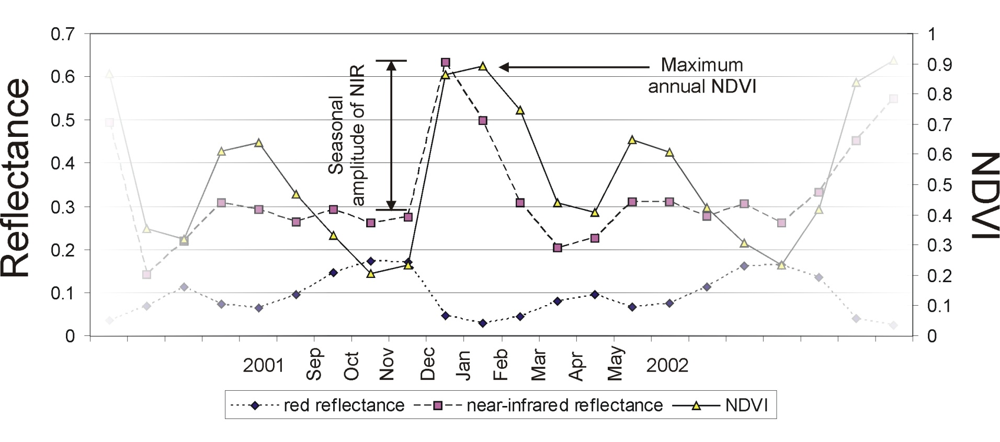 Reflectance
0.7
0.6
0.5
0.4
0.3
0.2
0.1
0
Seasonal
amplitude of NIR
Maximum
annual NDVI
1
0.9
0.8
0.7
0.6
0.5
0.4
0.3
0.2
0.1
0
NDVI
2001 Sep Oct Nov Dec Jan Feb Mar Apr May 2002
red reflectance near-infrared reflectance NDVI